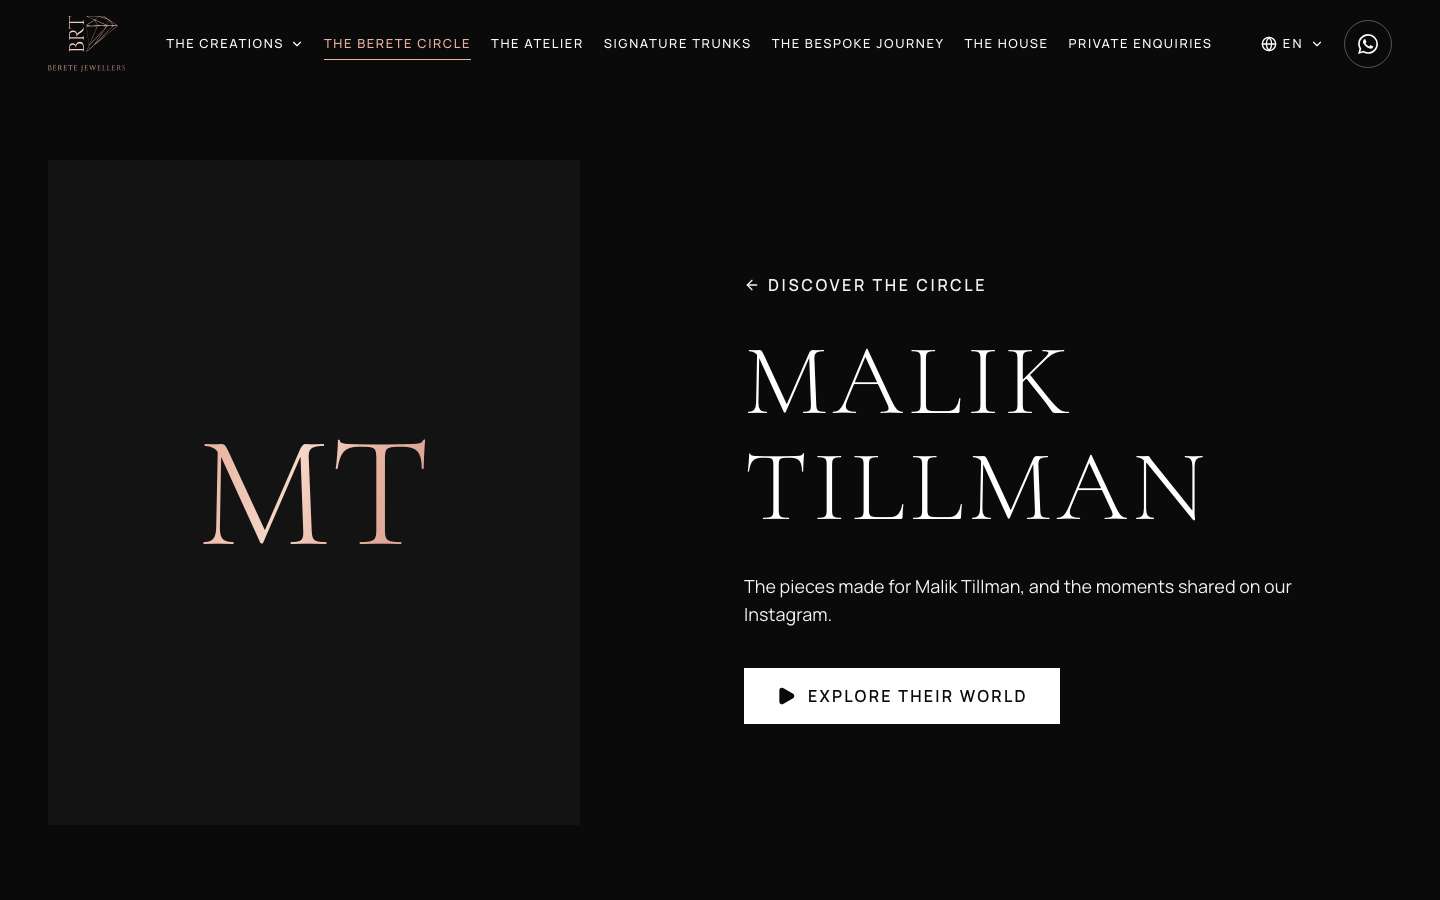 BRT
BERETE JEWELLERS
THE CREATIONS
THE BERETE CIRCLE
THE ATELIER
SIGNATURE TRUNKS
THE BESPOKE JOURNEY
THE HOUSE
PRIVATE ENQUIRIES
EN
MT
← DISCOVER THE CIRCLE
MALIK
TILLMAN
The pieces made for Malik Tillman, and the moments shared on our
Instagram.
EXPLORE THEIR WORLD